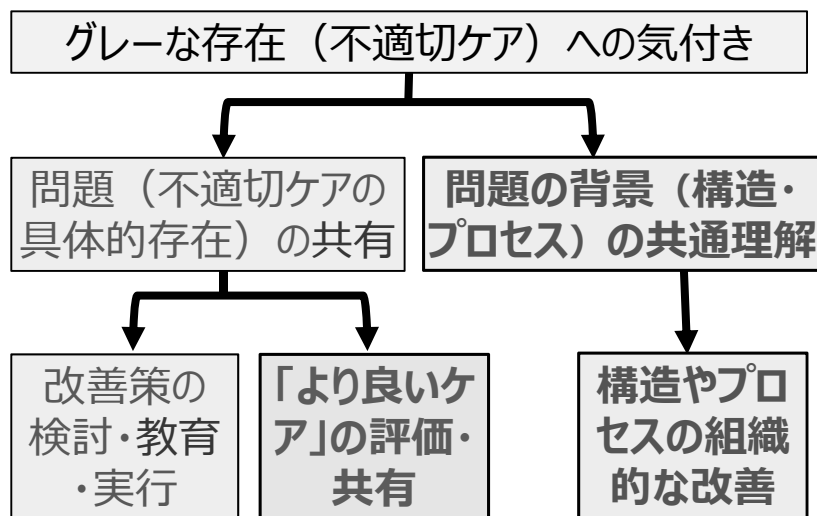 グレーな存在（不適切ケア）への気付き
問題（不適切ケアの
具体的存在）の共有
問題の背景（構造・
プロセス）の共通理解
改善策の
検討・教育
・実行
「より良いケ
ア」の評価・
共有
構造やプロ
セスの組織
的な改善